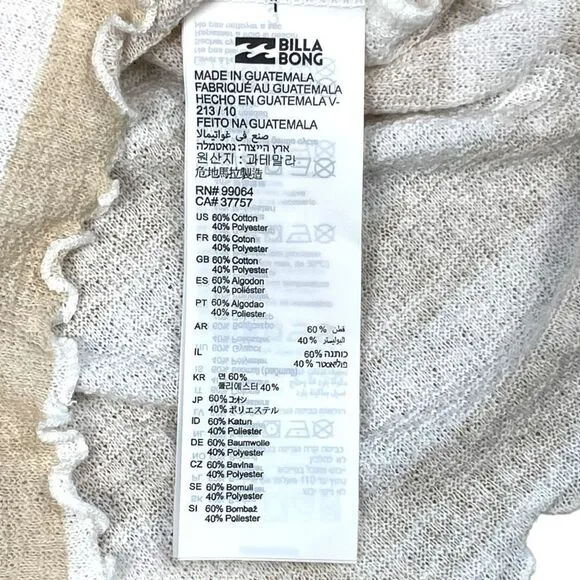 BILLA
BONG
MADE IN GUATEMALA
FABRIQUÉ AU GUATEMALA
HECHO EN GUATEMALA V-
213 / 10
FEITO NA GUATEMALA
صنع في غواتيمالا
ארץ הייצור: גואטמלה
원산지 : 과테말라
危地馬拉製造
RN# 99064
CA# 37757
US 60% Cotton
40% Polyester
FR 60% Coton
40% Polyester
GB 60% Cotton
40% Polyester
ES 60% Algodon
40% poliéster
PT 60% Algodao
40% Polyester
AR 60% قطن
40% البوليستر
IL 60% כותנה
40% פוליאסטר
KR 면 60%
폴리에스터 40%
JP 60% コットン
40% ポリエステル
ID 60% Katun
40% Poliester
DE 60% Baumwolle
40% Polyester
CZ 60% Bavlna
40% Polyester
SE 60% Bomull
40% Polyester
SI 60% Bombaž
40% Poliester